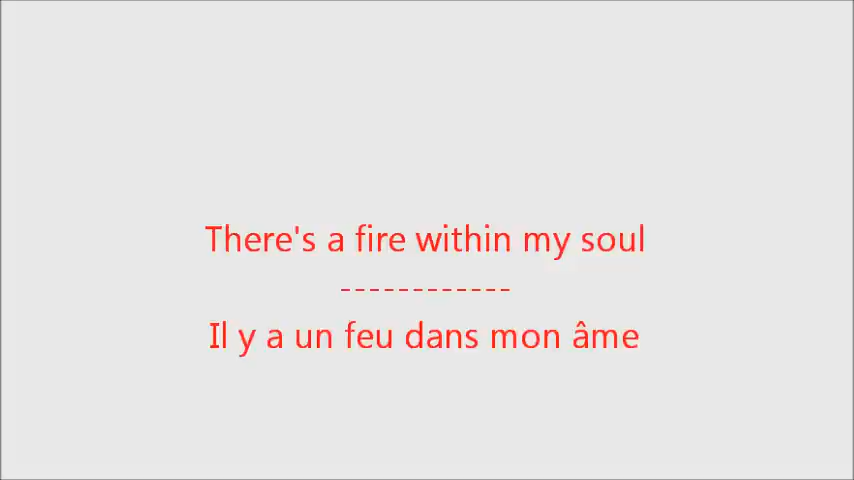 There's a fire within my soul
------------
Il y a un feu dans mon âme